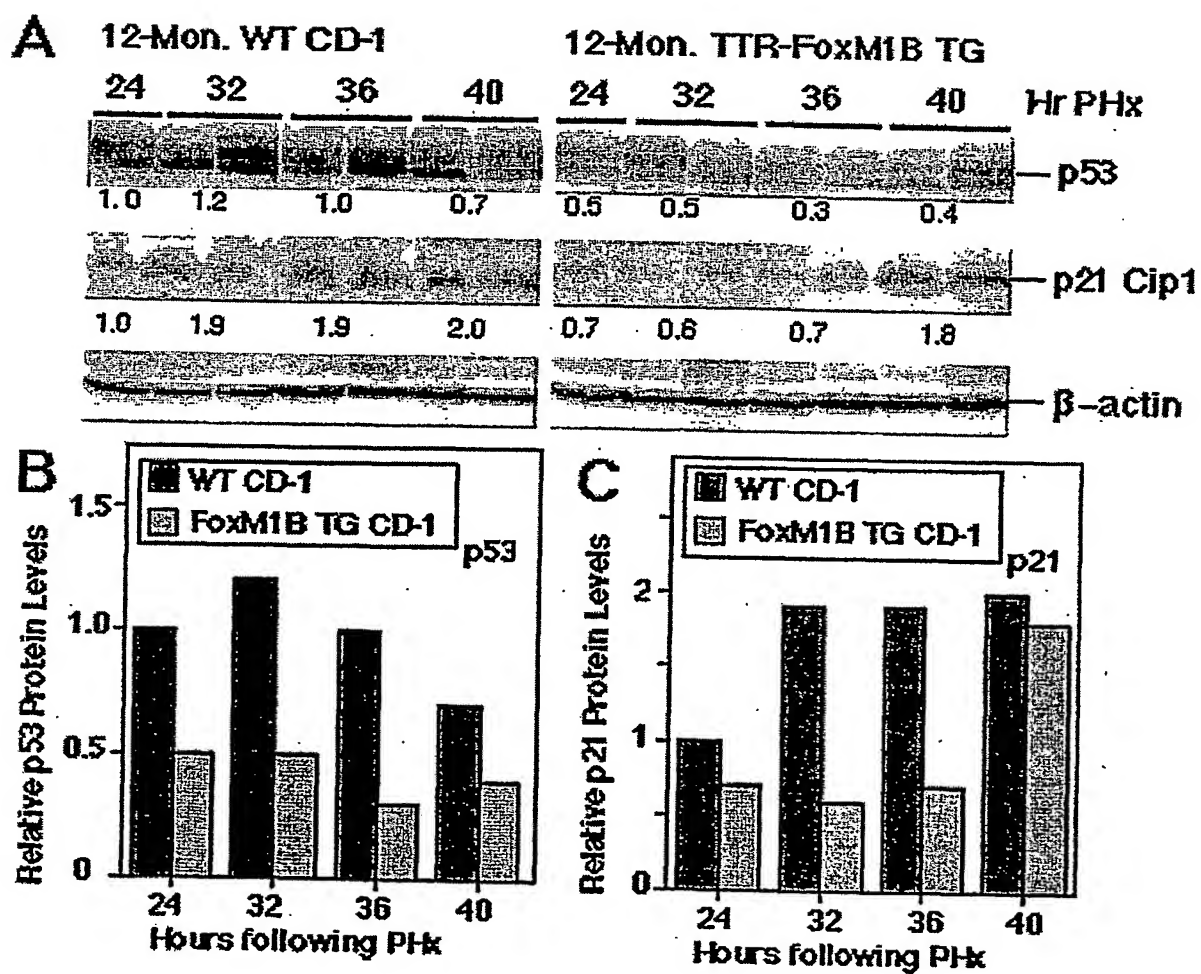 A
12-Mon. WT CD-1
12-Mon. TTR-FoxM1B TG
24 32 36 40 24 32 36 40 Hr PHx
p53
1.0 1.2 1.0 0.7 0.5 0.5 0.3 0.4
p21 Cip1
1.0 1.9 1.9 2.0 0.7 0.6 0.7 1.8
β-actin
B
WT CD-1
FoxM1B TG CD-1
p53
Relative p53 Protein Levels
1.5
1.0
0.5
0
24 32 36 40
Hours following PHx
C
WT CD-1
FoxM1B TG CD-1
p21
Relative p21 Protein Levels
2
1
0
24 32 36 40
Hours following PHx